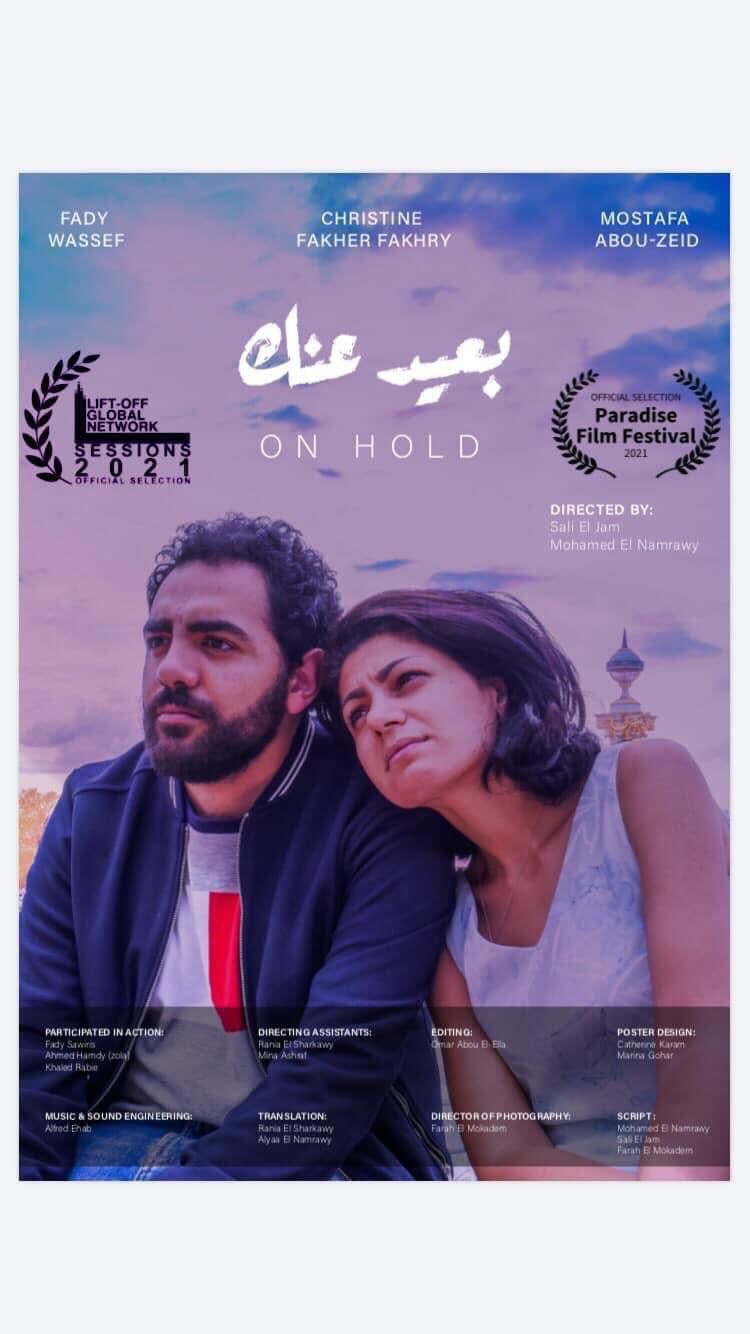 FADY
WASSEF
CHRISTINE
FAKHER FAKHRY
MOSTAFA
ABOU-ZEID
بعيد عنك
ON HOLD
LIFT-OFF
GLOBAL
NETWORK
SESSIONS
2021
OFFICIAL SELECTION
OFFICIAL SELECTION
Paradise
Film Festival
2021
DIRECTED BY:
Sali El Jam
Mohamed El Namrawy
PARTICIPATED IN ACTION:
Fady Sawiris
Ahmed Hamdy (zola)
Khaled Rabie
DIRECTING ASSISTANTS:
Rania El Sharkawy
Mina Ashraf
EDITING:
Omar Abou El-Ella
POSTER DESIGN:
Catherine Karam
Marina Gohar
MUSIC & SOUND ENGINEERING:
Alfred Ehab
TRANSLATION:
Rania El Sharkawy
Alyaa El Namrawy
DIRECTOR OF PHOTOGRAPHY:
Farah El Mokadem
SCRIPT:
Mohamed El Namrawy
Sali El Jam
Farah El Mokadem